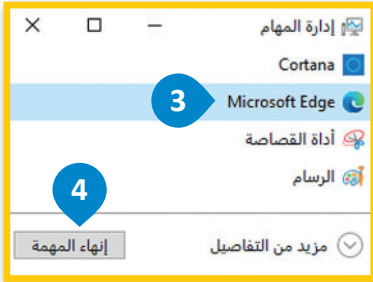 إدارة المهام
Cortana
Microsoft Edge
3
أداة القصاصة
الرسام
4
مزيد من التفاصيل
إنهاء المهمة